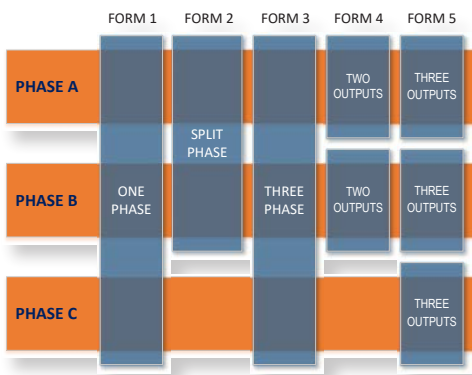 FORM 1 FORM 2 FORM 3 FORM 4 FORM 5
PHASE A
TWO
OUTPUTS
THREE
OUTPUTS
SPLIT
PHASE
PHASE B
ONE
PHASE
THREE
PHASE
TWO
OUTPUTS
THREE
OUTPUTS
PHASE C
THREE
OUTPUTS